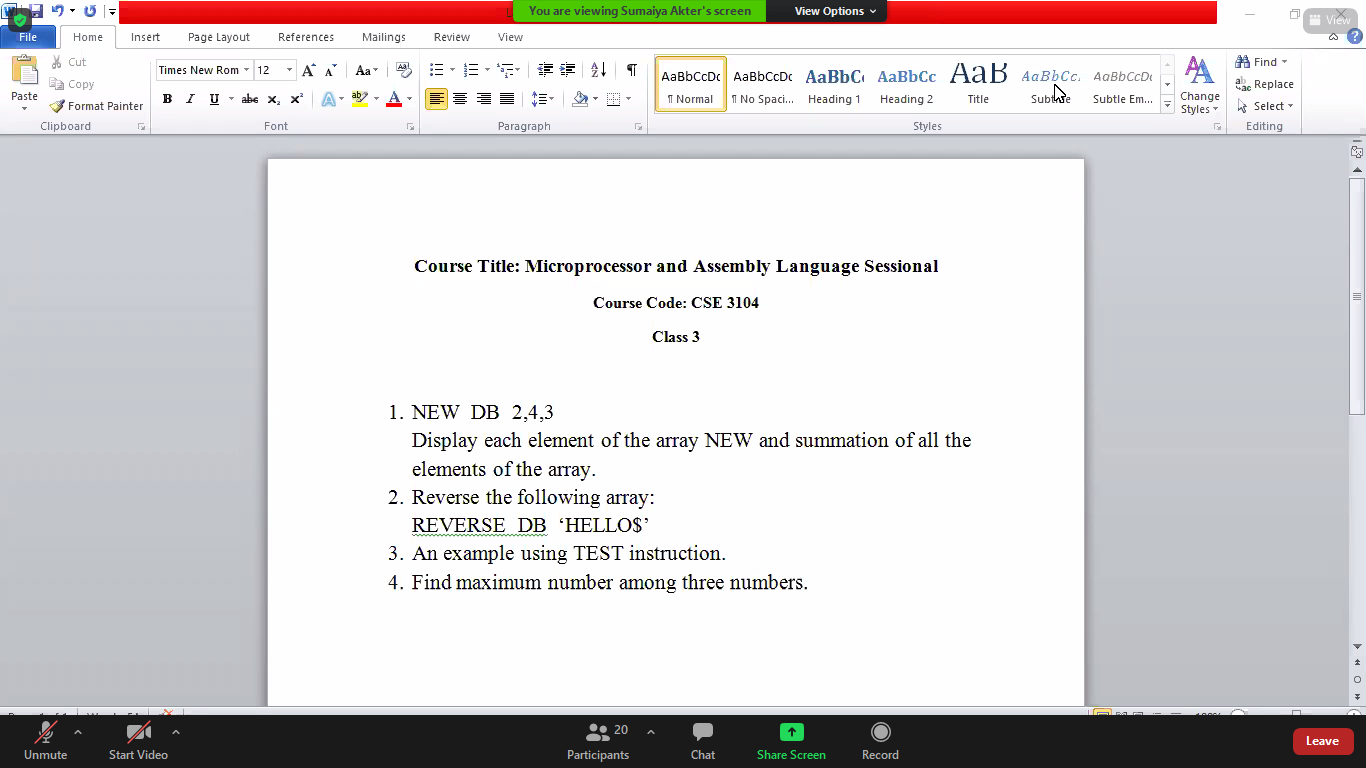 You are viewing Sumaiya Akter's screen View Options
View
File Home Insert Page Layout References Mailings Review View
Paste Cut Copy Format Painter
Times New Rom 12
AaBbCcDc AaBbCcDc AaBbC AaBbCc AaB AaBbCc. AaBbCcDc
¶ Normal ¶ No Spaci... Heading 1 Heading 2 Title Subtle Em...
Change Styles
Find Replace Select
Clipboard Font Paragraph Styles Editing
Course Title: Microprocessor and Assembly Language Sessional
Course Code: CSE 3104
Class 3
1. NEW DB 2,4,3
Display each element of the array NEW and summation of all the
elements of the array.
2. Reverse the following array:
REVERSE DB ‘HELLO$’
3. An example using TEST instruction.
4. Find maximum number among three numbers.
Unmute Start Video Participants 20 Chat Share Screen Record Leave